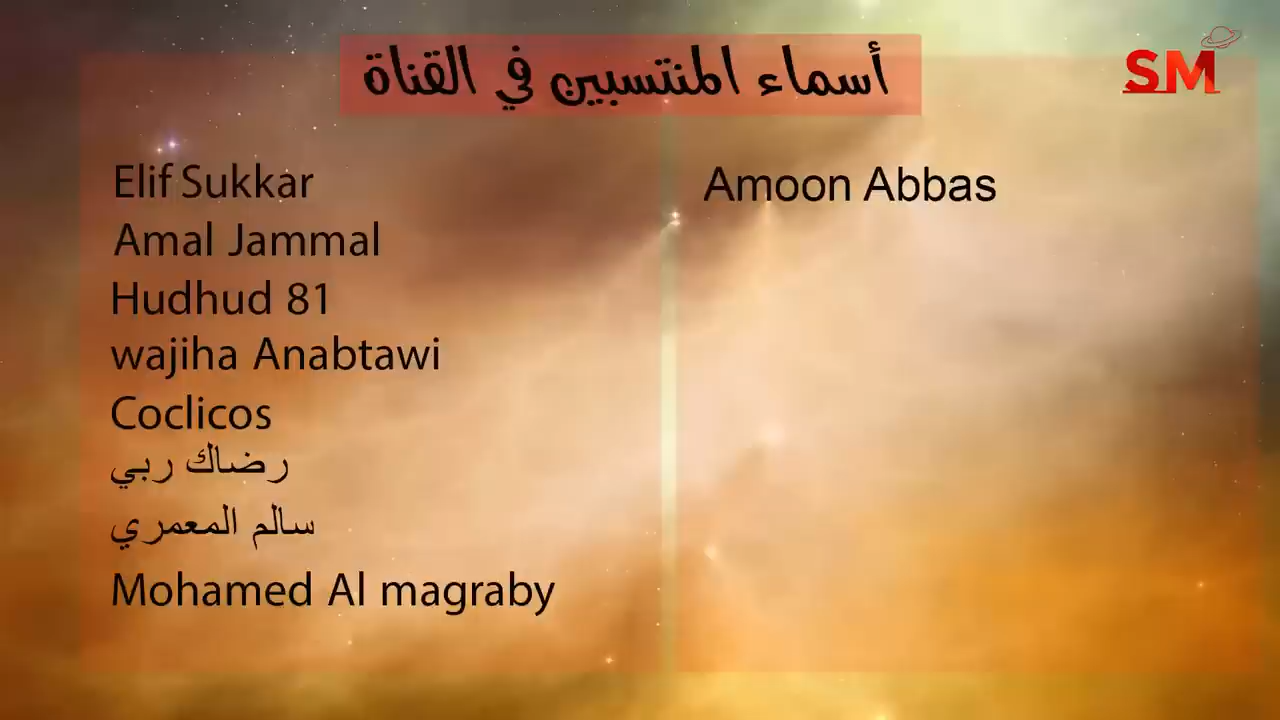 أسماء المنتسبين في القناة
SM
Elif Sukkar
Amal Jammal
Hudhud 81
wajiha Anabtawi
Coclicos
رضاك ربي
سالم المعمري
Mohamed Al magraby
Amoon Abbas